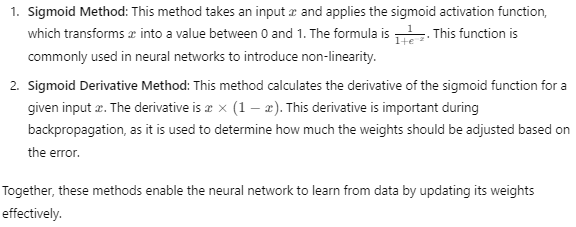 1. Sigmoid Method: This method takes an input x and applies the sigmoid activation function,
which transforms x into a value between 0 and 1. The formula is 1/(1+e^-x). This function is
commonly used in neural networks to introduce non-linearity.
2. Sigmoid Derivative Method: This method calculates the derivative of the sigmoid function for a
given input x. The derivative is x × (1 − x). This derivative is important during
backpropagation, as it is used to determine how much the weights should be adjusted based on
the error.
Together, these methods enable the neural network to learn from data by updating its weights
effectively.